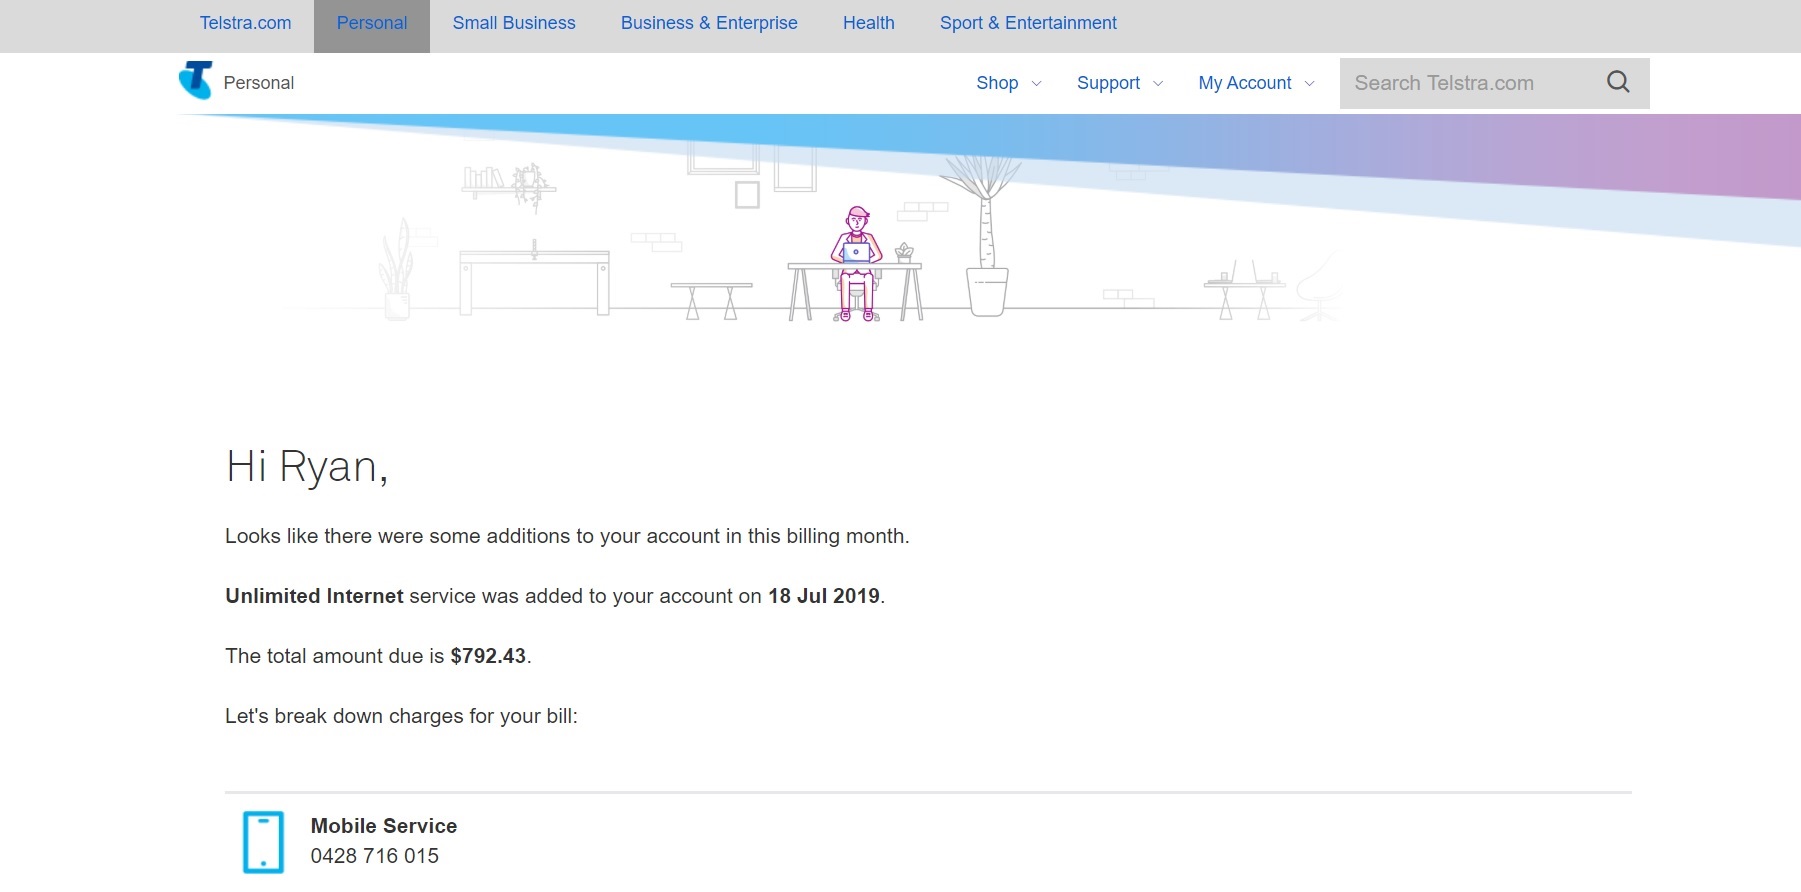 Telstra.com Personal Small Business Business & Enterprise Health Sport & Entertainment
T Personal Shop Support My Account Search Telstra.com
Hi Ryan,
Looks like there were some additions to your account in this billing month.
Unlimited Internet service was added to your account on 18 Jul 2019.
The total amount due is $792.43.
Let's break down charges for your bill:
Mobile Service
0428 716 015